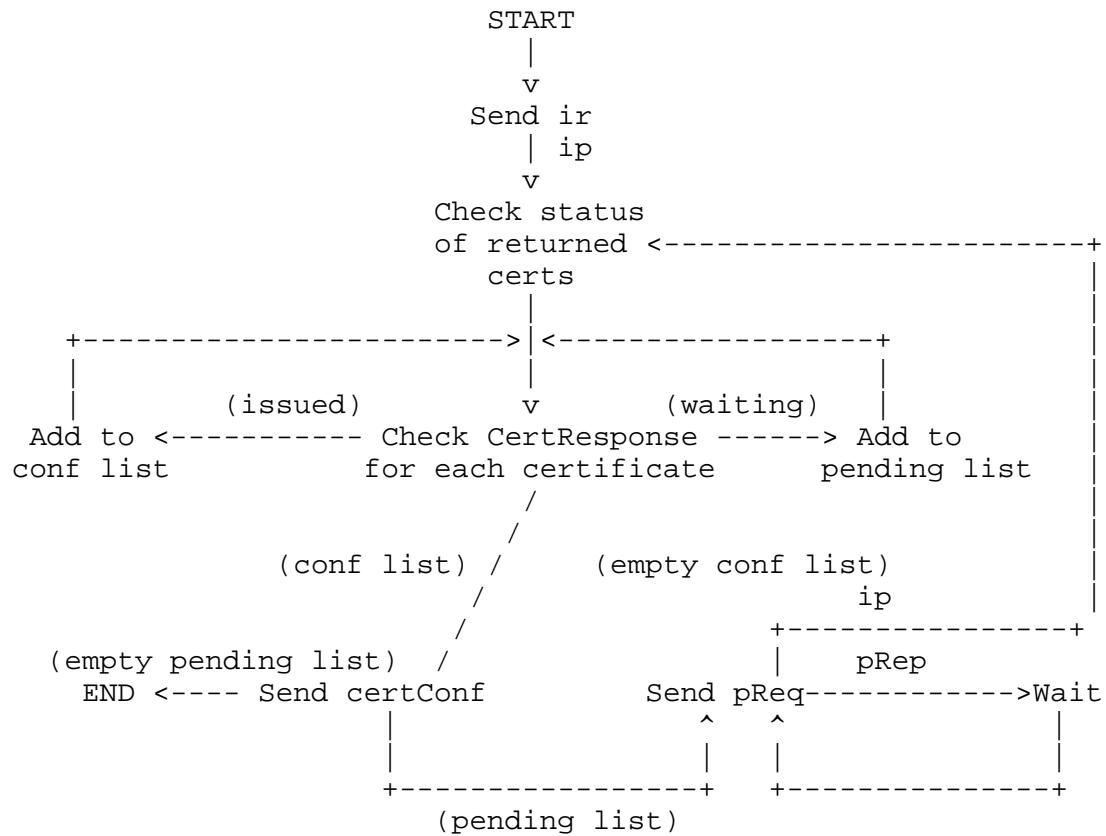 START
Send ir
ip
Check status
of returned
certs
(issued) (waiting)
Add to Check CertResponse Add to
conf list for each certificate pending list
(conf list) (empty conf list)
ip
(empty pending list) pRep
END Send certConf Send pReq Wait
(pending list)